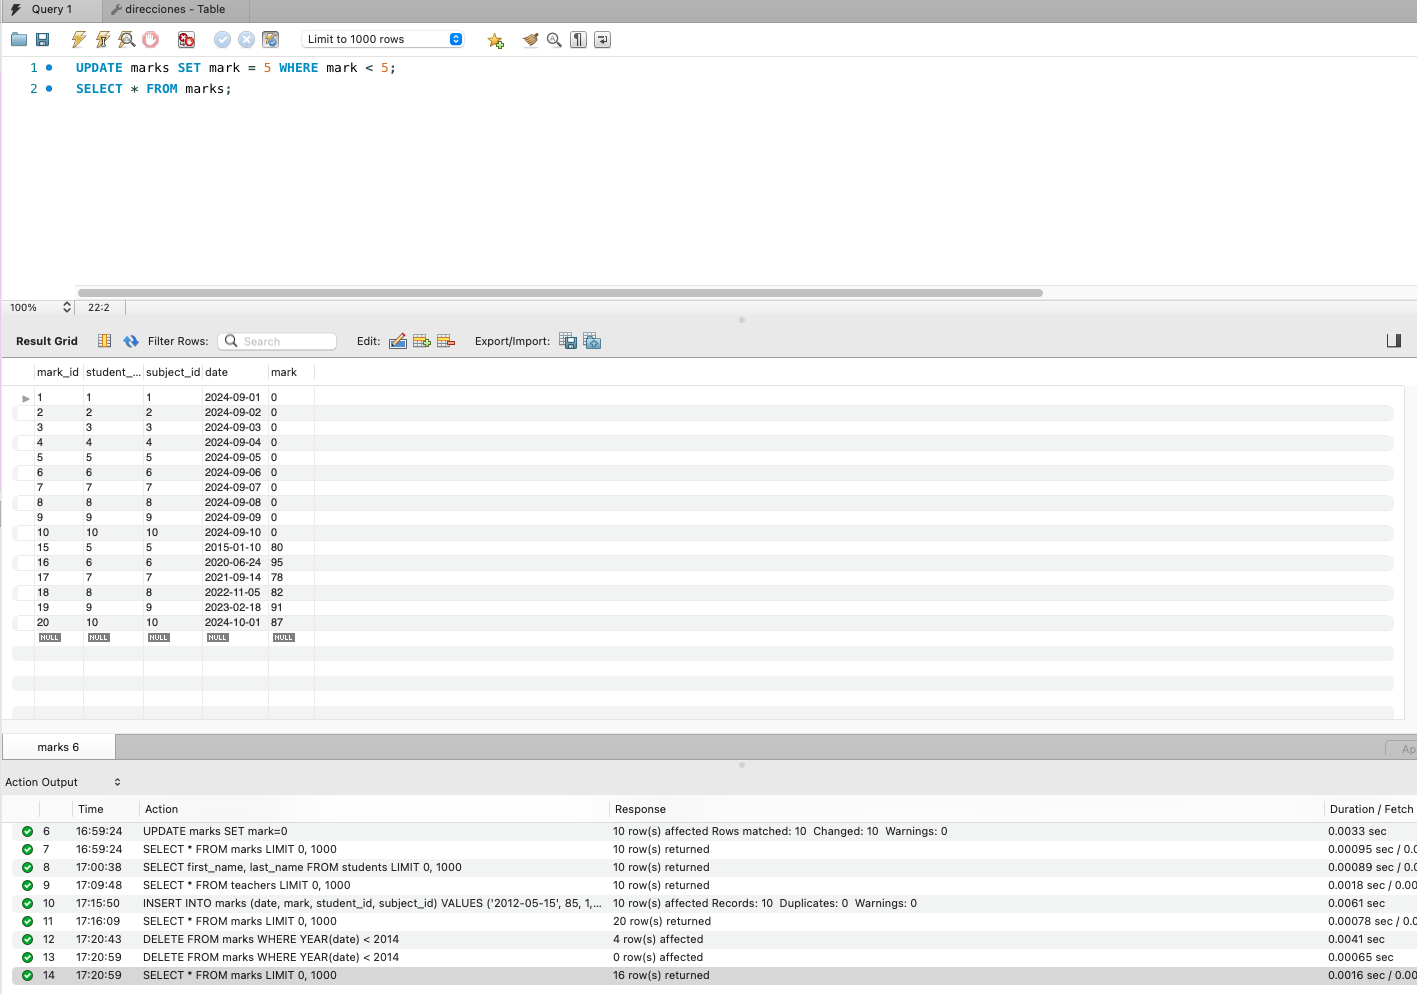 Query 1 direcciones - Table
Limit to 1000 rows
1 UPDATE marks SET mark = 5 WHERE mark < 5;
2 SELECT * FROM marks;
100% 22:2
Result Grid Filter Rows: Search Edit: Export/Import:
mark_id student_... subject_id date mark
1 1 1 2024-09-01 0
2 2 2 2024-09-02 0
3 3 3 2024-09-03 0
4 4 4 2024-09-04 0
5 5 5 2024-09-05 0
6 6 6 2024-09-06 0
7 7 7 2024-09-07 0
8 8 8 2024-09-08 0
9 9 9 2024-09-09 0
10 10 10 2024-09-10 0
15 5 5 2015-01-10 80
16 6 6 2020-06-24 95
17 7 7 2021-09-14 78
18 8 8 2022-11-05 82
19 9 9 2023-02-18 91
20 10 10 2024-10-01 87
NULL NULL NULL NULL NULL
marks 6 Ap
Action Output
Time Action Response Duration / Fetch
6 16:59:24 UPDATE marks SET mark=0 10 row(s) affected Rows matched: 10 Changed: 10 Warnings: 0 0.0033 sec
7 16:59:24 SELECT * FROM marks LIMIT 0, 1000 10 row(s) returned 0.00095 sec / 0.0
8 17:00:38 SELECT first_name, last_name FROM students LIMIT 0, 1000 10 row(s) returned 0.00089 sec / 0.0
9 17:09:48 SELECT * FROM teachers LIMIT 0, 1000 10 row(s) returned 0.0018 sec / 0.00
10 17:15:50 INSERT INTO marks (date, mark, student_id, subject_id) VALUES ('2012-05-15', 85, 1,... 10 row(s) affected Records: 10 Duplicates: 0 Warnings: 0 0.0061 sec
11 17:16:09 SELECT * FROM marks LIMIT 0, 1000 20 row(s) returned 0.00078 sec / 0.0
12 17:20:43 DELETE FROM marks WHERE YEAR(date) < 2014 4 row(s) affected 0.0041 sec
13 17:20:59 DELETE FROM marks WHERE YEAR(date) < 2014 0 row(s) affected 0.00065 sec
14 17:20:59 SELECT * FROM marks LIMIT 0, 1000 16 row(s) returned 0.0016 sec / 0.00